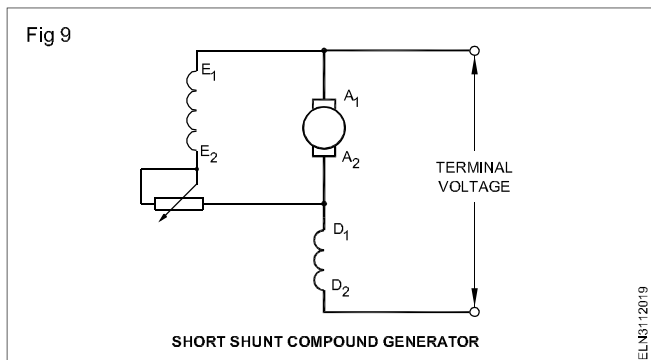 Fig 9
E1
A1
E2
A2
TERMINAL
VOLTAGE
D1
D2
SHORT SHUNT COMPOUND GENERATOR
ELN3112019